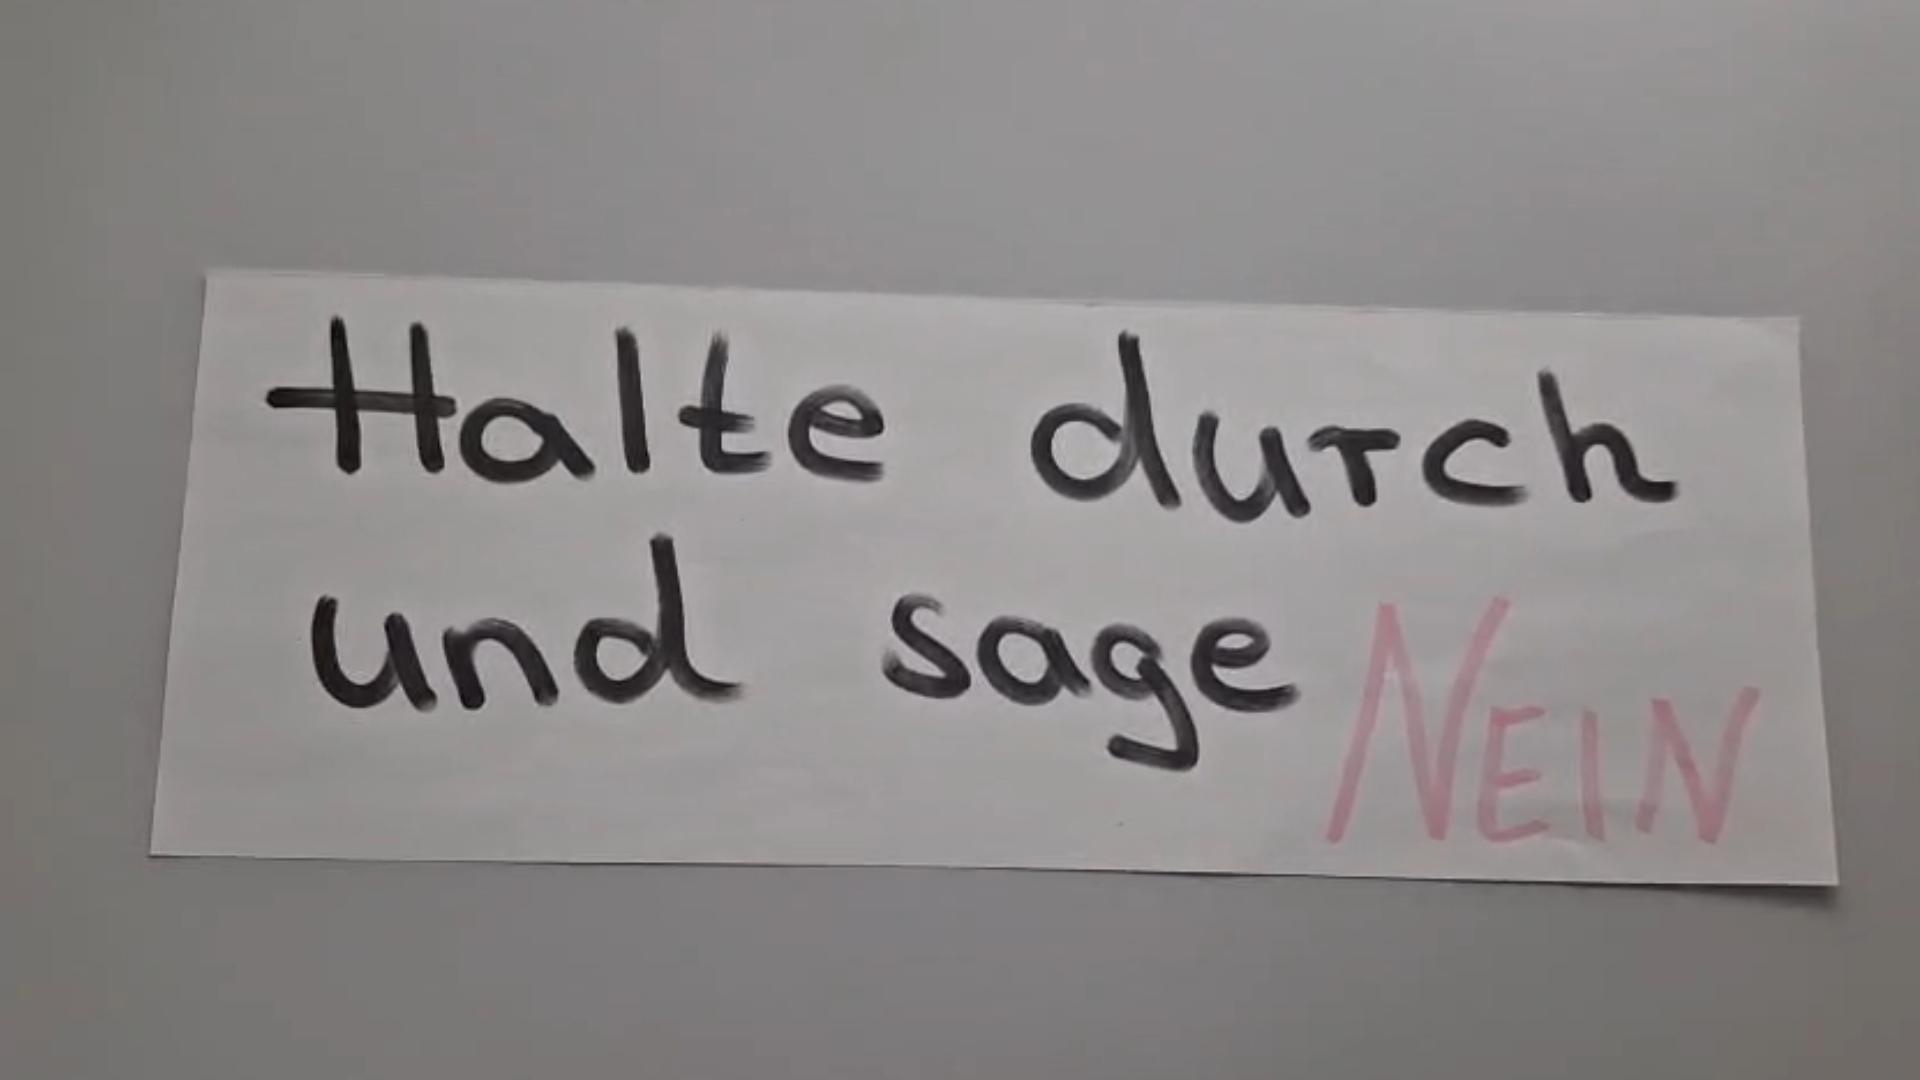 Halte durch
und sage NEIN